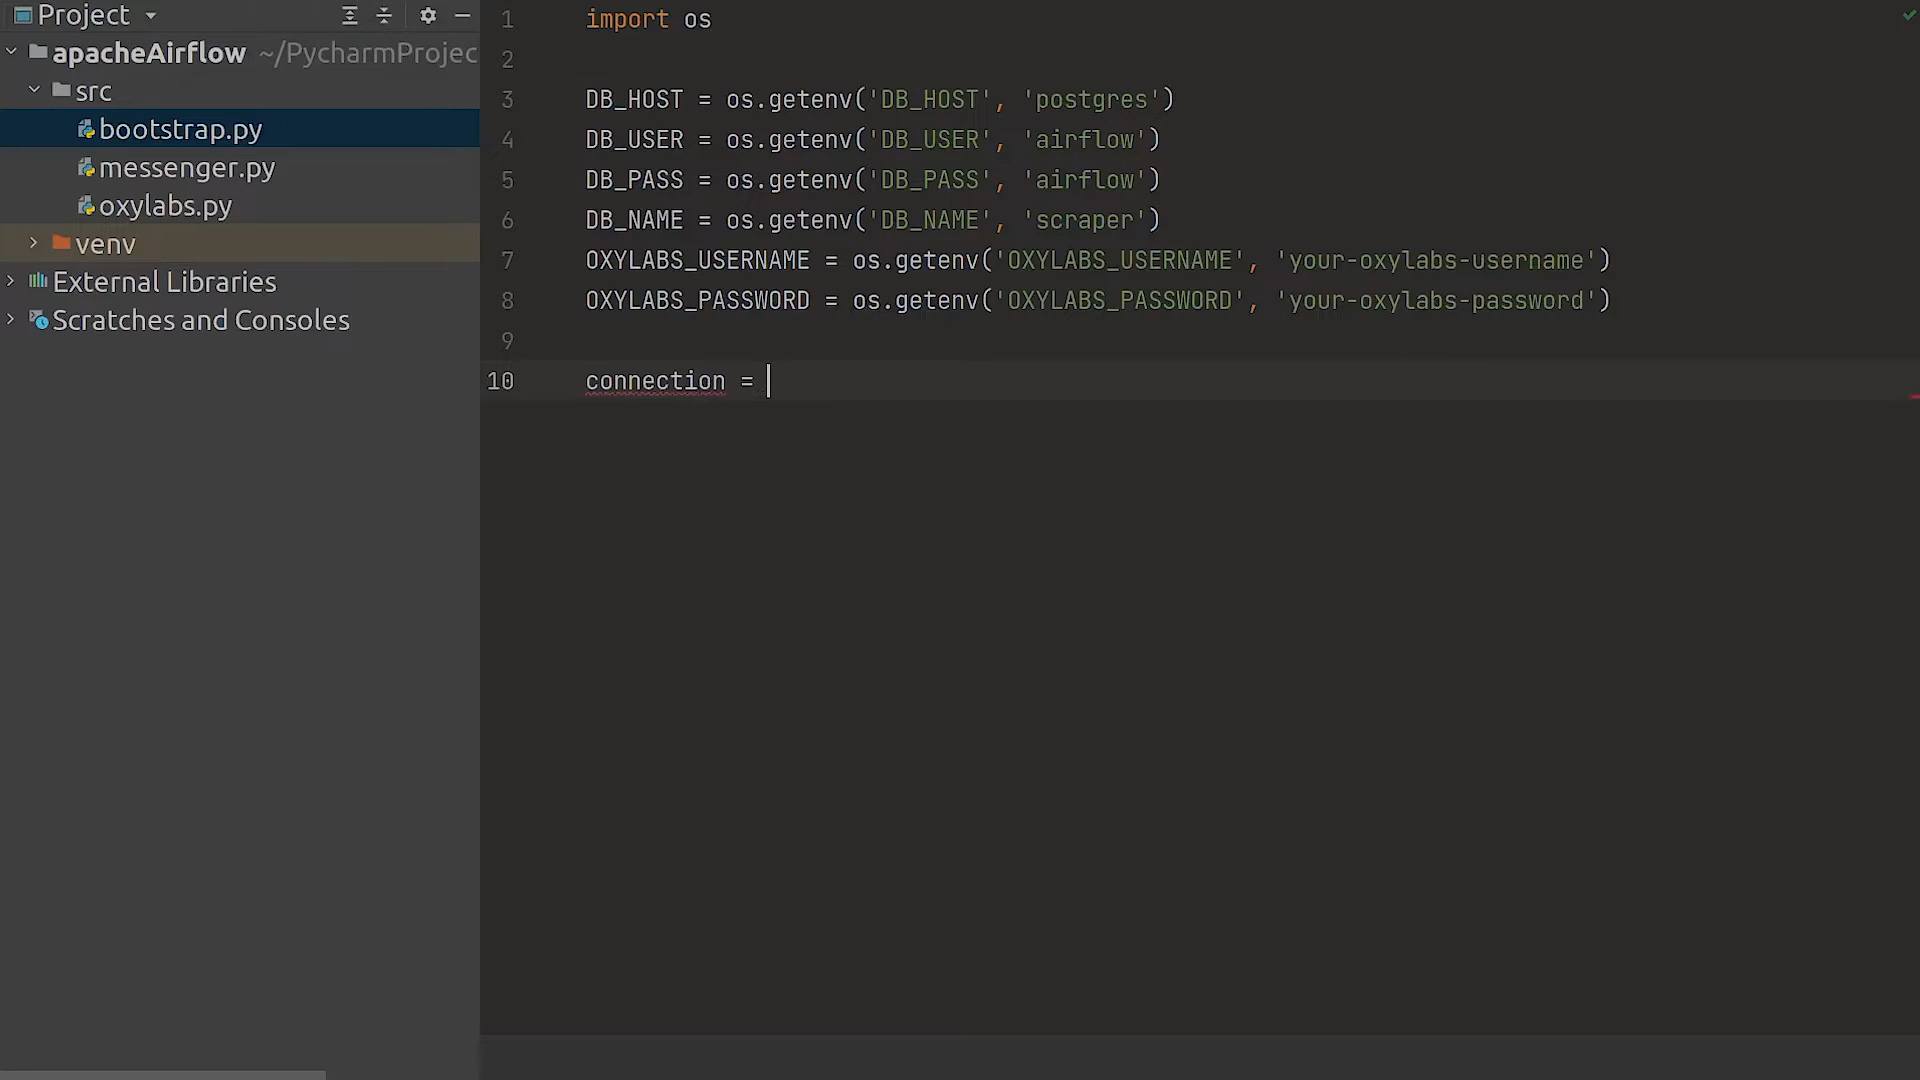 Project
apacheAirflow ~/PycharmProjec
src
bootstrap.py
messenger.py
oxylabs.py
venv
External Libraries
Scratches and Consoles
1 import os
2
3 DB_HOST = os.getenv('DB_HOST', 'postgres')
4 DB_USER = os.getenv('DB_USER', 'airflow')
5 DB_PASS = os.getenv('DB_PASS', 'airflow')
6 DB_NAME = os.getenv('DB_NAME', 'scraper')
7 OXYLABS_USERNAME = os.getenv('OXYLABS_USERNAME', 'your-oxylabs-username')
8 OXYLABS_PASSWORD = os.getenv('OXYLABS_PASSWORD', 'your-oxylabs-password')
9
10 connection =